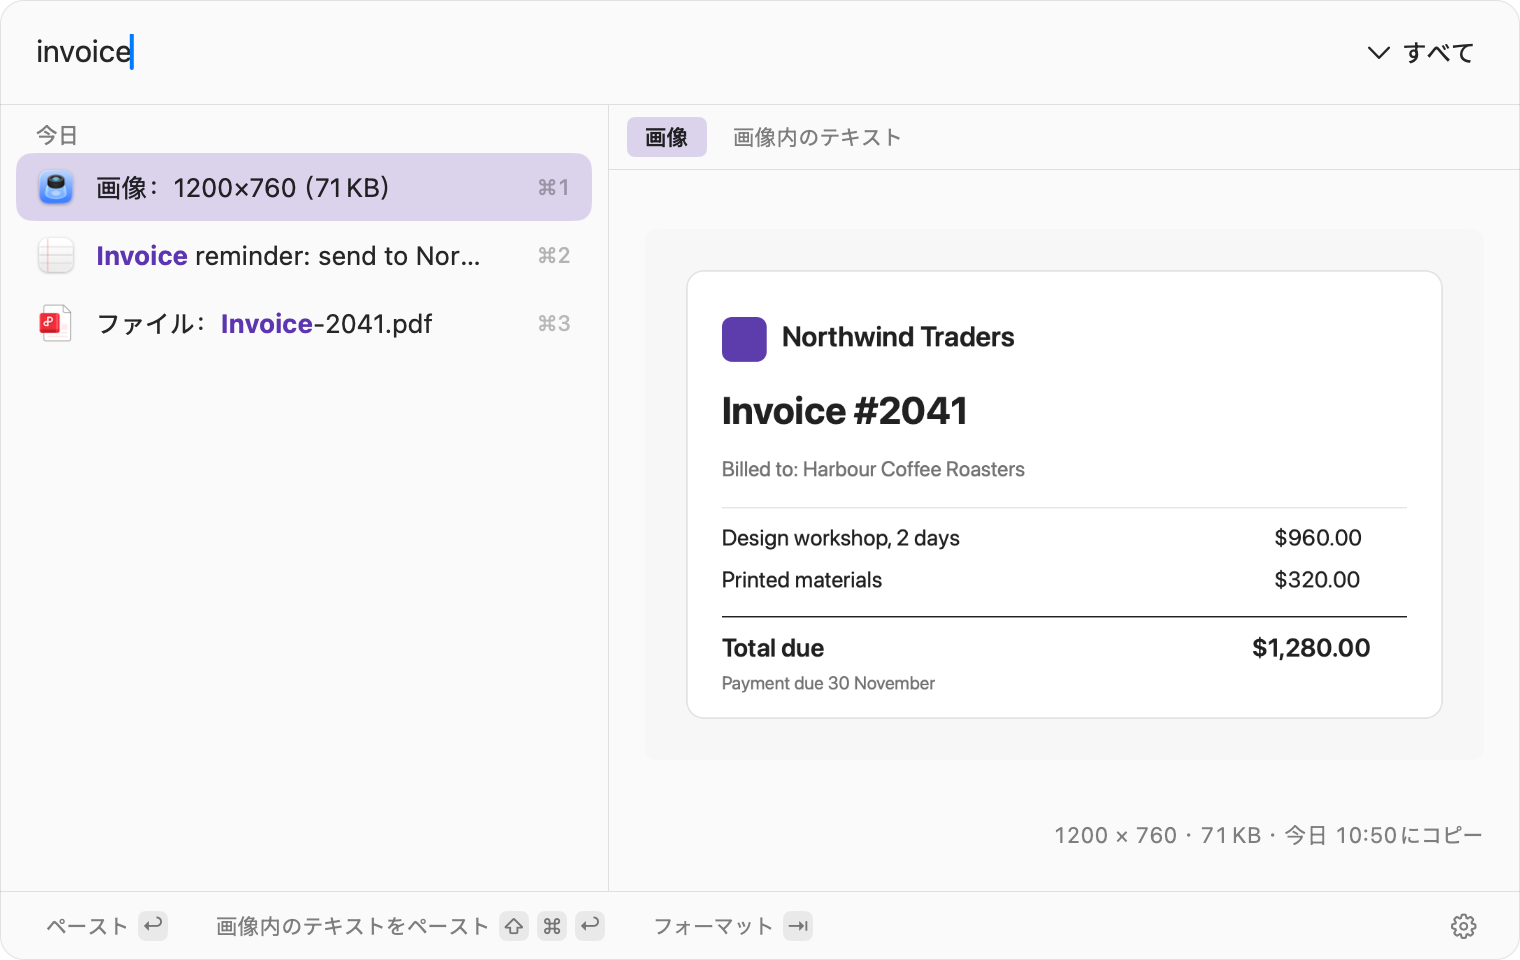 invoice
すべて
今日
画像：1200×760 (71 KB)
⌘1
Invoice reminder: send to Nor...
⌘2
ファイル：Invoice-2041.pdf
⌘3
画像
画像内のテキスト
Northwind Traders
Invoice #2041
Billed to: Harbour Coffee Roasters
Design workshop, 2 days $960.00
Printed materials $320.00
Total due $1,280.00
Payment due 30 November
1200 × 760 · 71 KB · 今日 10:50にコピー
ペースト ↩ 画像内のテキストをペースト ⇧ ⌘ ↩ フォーマット ⇥